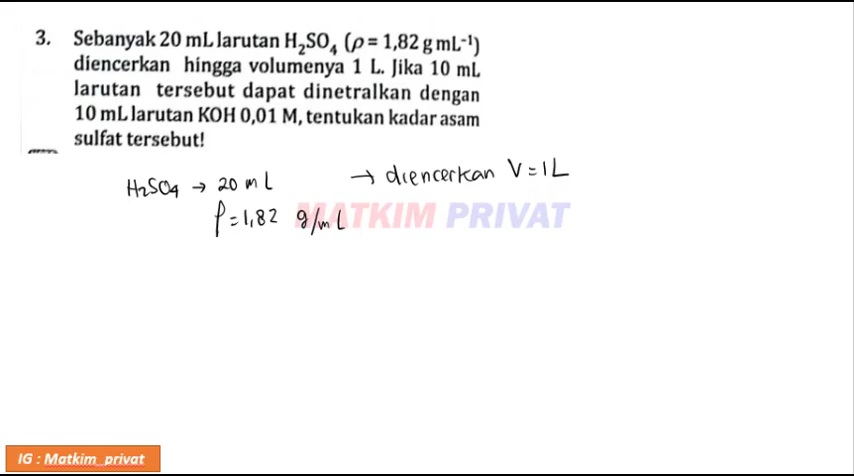 3. Sebanyak 20 mL larutan H₂SO₄ (ρ = 1,82 g mL⁻¹)
diencerkan hingga volumenya 1 L. Jika 10 mL
larutan tersebut dapat dinetralkan dengan
10 mL larutan KOH 0,01 M, tentukan kadar asam
sulfat tersebut!
H₂SO₄ → 20 mL → diencerkan V = 1L
ρ = 1,82 g/mL
MATKIM PRIVAT
IG : Matkim_privat